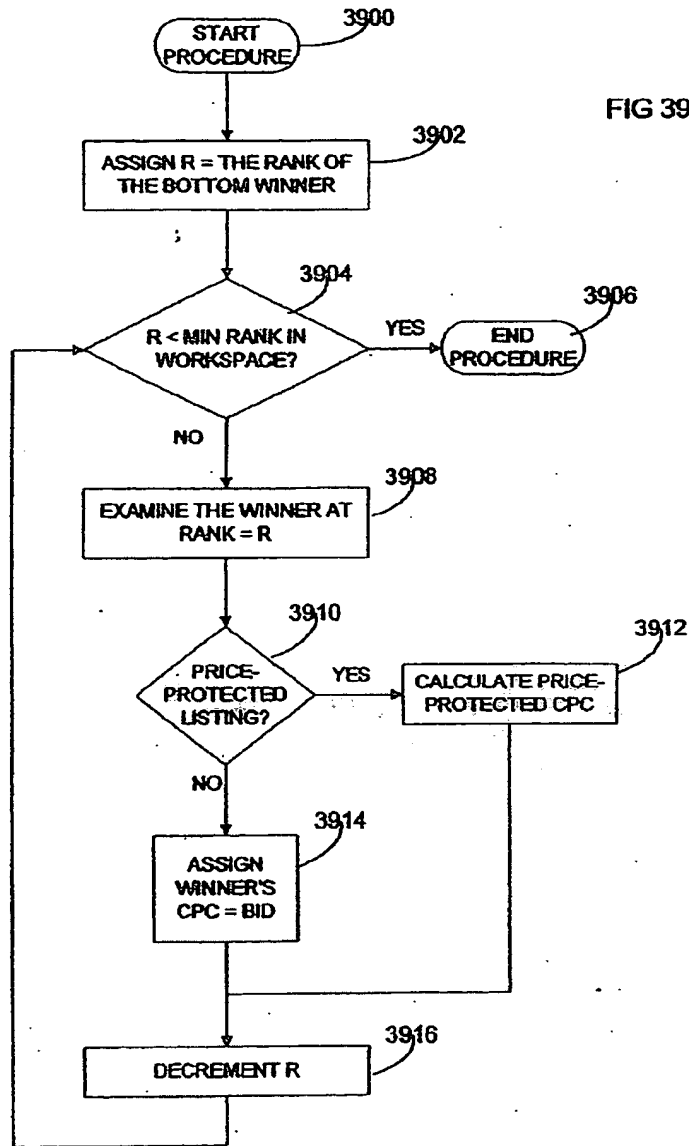 3900
START
PROCEDURE
FIG 39
3902
ASSIGN R = THE RANK OF
THE BOTTOM WINNER
3904
R < MIN RANK IN
WORKSPACE?
YES
3906
END
PROCEDURE
NO
3908
EXAMINE THE WINNER AT
RANK = R
3910
PRICE-
PROTECTED
LISTING?
YES
3912
CALCULATE PRICE-
PROTECTED CPC
NO
3914
ASSIGN
WINNER'S
CPC = BID
3916
DECREMENT R